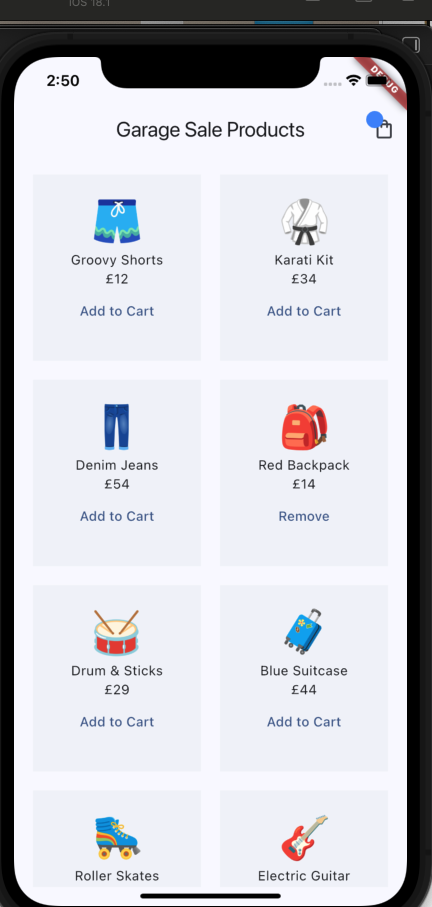 iOS 18.1
2:50
DEBUG
Garage Sale Products
Groovy Shorts
£12
Add to Cart
Karati Kit
£34
Add to Cart
Denim Jeans
£54
Add to Cart
Red Backpack
£14
Remove
Drum & Sticks
£29
Add to Cart
Blue Suitcase
£44
Add to Cart
Roller Skates
Electric Guitar